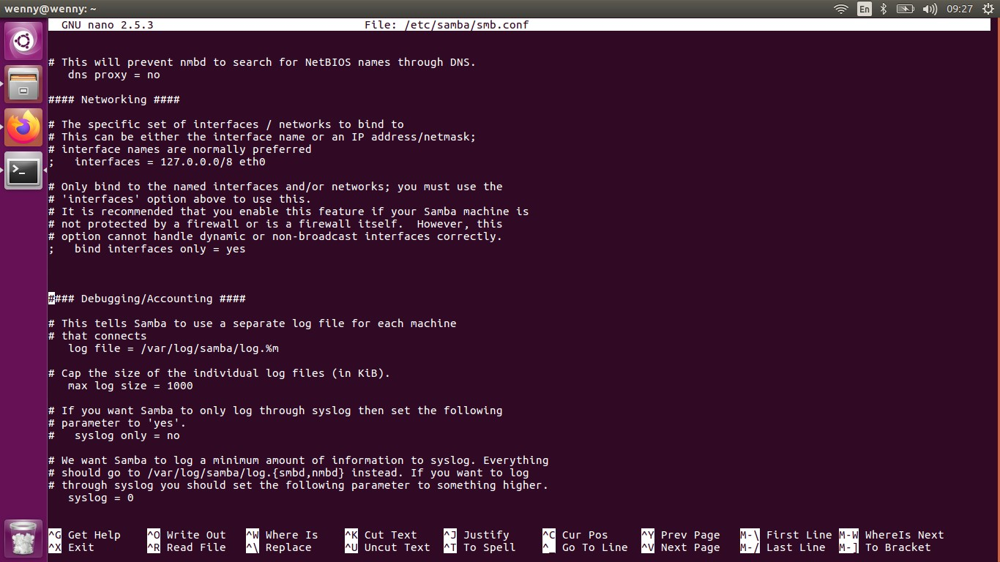 wenny@wenny: ~ En 09:27
GNU nano 2.5.3 File: /etc/samba/smb.conf
# This will prevent nmbd to search for NetBIOS names through DNS.
   dns proxy = no
#### Networking ####
# The specific set of interfaces / networks to bind to
# This can be either the interface name or an IP address/netmask;
# interface names are normally preferred
;   interfaces = 127.0.0.0/8 eth0
# Only bind to the named interfaces and/or networks; you must use the
# 'interfaces' option above to use this.
# It is recommended that you enable this feature if your Samba machine is
# not protected by a firewall or is a firewall itself.  However, this
# option cannot handle dynamic or non-broadcast interfaces correctly.
;   bind interfaces only = yes
#### Debugging/Accounting ####
# This tells Samba to use a separate log file for each machine
# that connects
   log file = /var/log/samba/log.%m
# Cap the size of the individual log files (in KiB).
   max log size = 1000
# If you want Samba to only log through syslog then set the following
# parameter to 'yes'.
#   syslog only = no
# We want Samba to log a minimum amount of information to syslog. Everything
# should go to /var/log/samba/log.{smbd,nmbd} instead. If you want to log
# through syslog you should set the following parameter to something higher.
   syslog = 0
^G Get Help ^O Write Out ^W Where Is ^K Cut Text ^J Justify ^C Cur Pos ^Y Prev Page M-\ First Line M-W WhereIs Next
^X Exit ^R Read File ^\ Replace ^U Uncut Text ^T To Spell ^_ Go To Line ^V Next Page M-/ Last Line M-] To Bracket